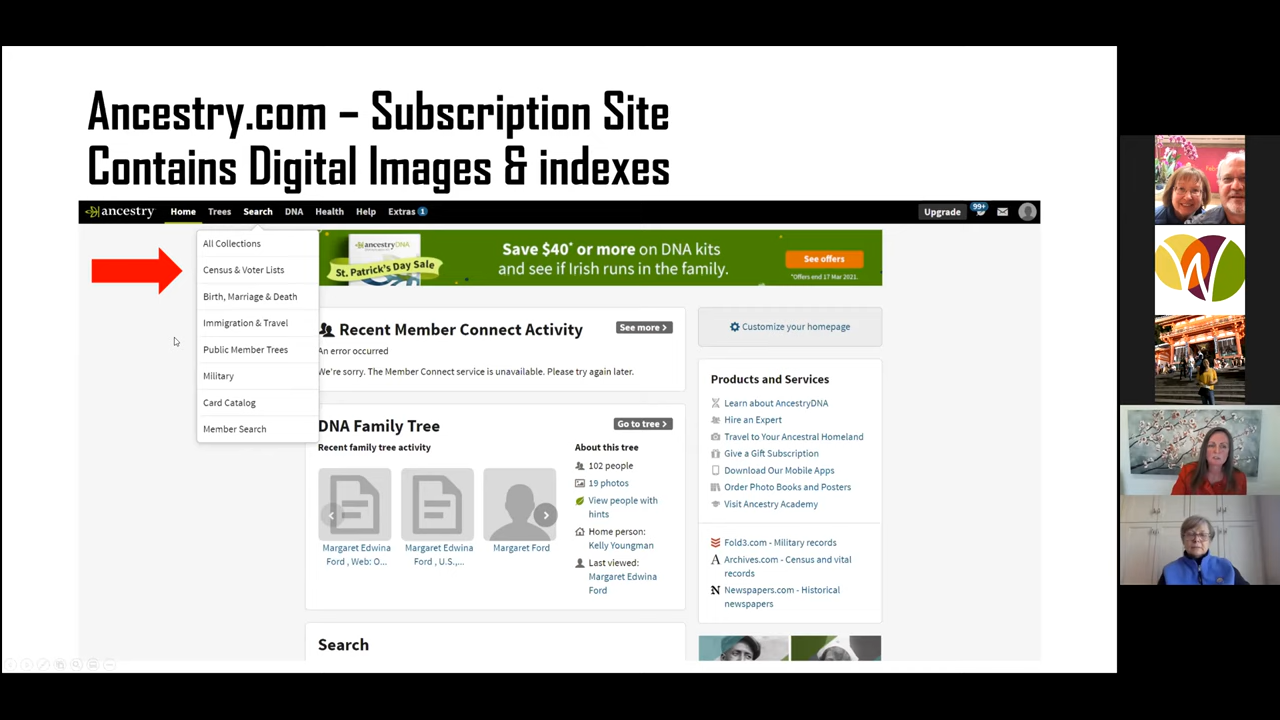 Ancestry.com – Subscription Site
Contains Digital Images & indexes
ancestry Home Trees Search DNA Health Help Extras 1 Upgrade 99+
All Collections
Census & Voter Lists
Birth, Marriage & Death
Immigration & Travel
Public Member Trees
Military
Card Catalog
Member Search
ancestryDNA
St. Patrick's Day Sale
Save $40* or more on DNA kits
and see if Irish runs in the family.
See offers
*Offers end 17 Mar 2021.
Recent Member Connect Activity
See more >
An error occurred
We're sorry. The Member Connect service is unavailable. Please try again later.
DNA Family Tree
Go to tree >
Recent family tree activity
Margaret Edwina
Ford , Web: O...
Margaret Edwina
Ford , U.S.,...
Margaret Ford
About this tree
102 people
19 photos
View people with
hints
Home person:
Kelly Youngman
Last viewed:
Margaret Edwina
Ford
Search
Customize your homepage
Products and Services
Learn about AncestryDNA
Hire an Expert
Travel to Your Ancestral Homeland
Give a Gift Subscription
Download Our Mobile Apps
Order Photo Books and Posters
Visit Ancestry Academy
Fold3.com - Military records
Archives.com - Census and vital
records
Newspapers.com - Historical
newspapers
W